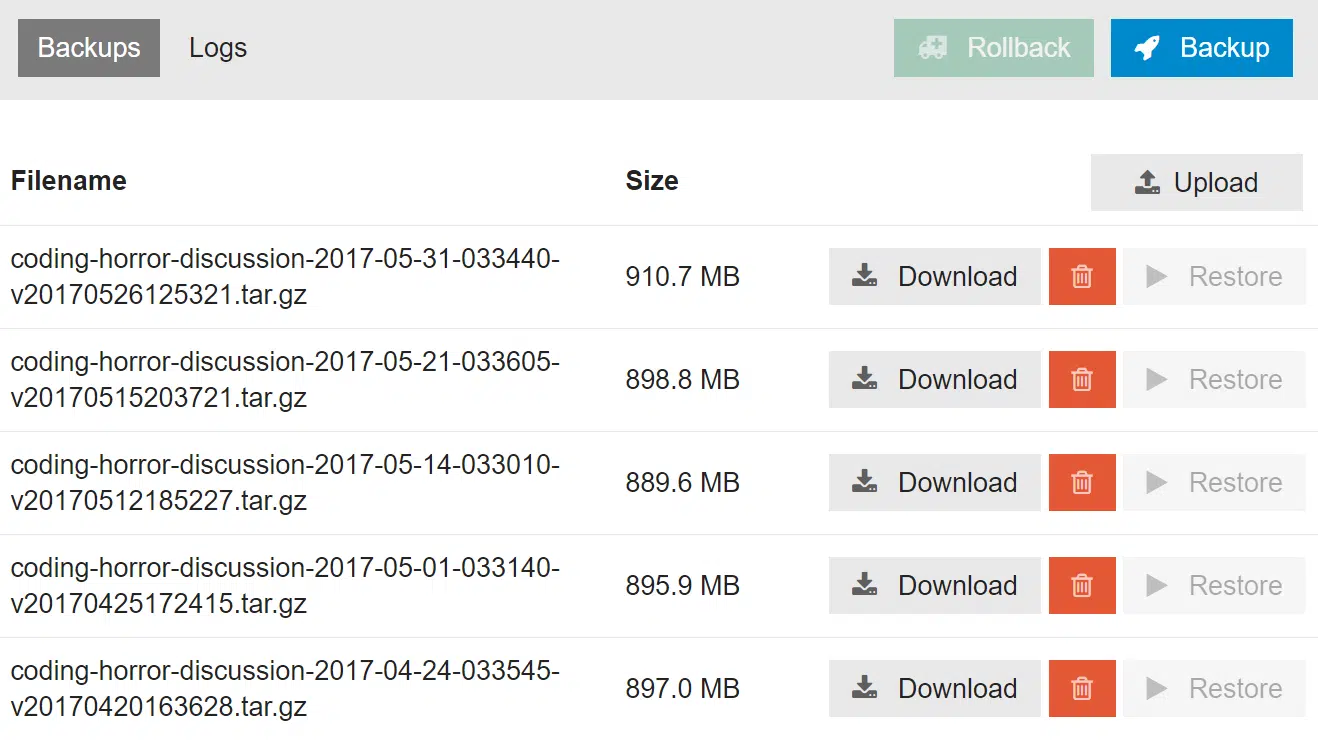 Backups Logs Rollback Backup
Filename Size Upload
coding-horror-discussion-2017-05-31-033440-
v20170526125321.tar.gz
910.7 MB Download Restore
coding-horror-discussion-2017-05-21-033605-
v20170515203721.tar.gz
898.8 MB Download Restore
coding-horror-discussion-2017-05-14-033010-
v20170512185227.tar.gz
889.6 MB Download Restore
coding-horror-discussion-2017-05-01-033140-
v20170425172415.tar.gz
895.9 MB Download Restore
coding-horror-discussion-2017-04-24-033545-
v20170420163628.tar.gz
897.0 MB Download Restore